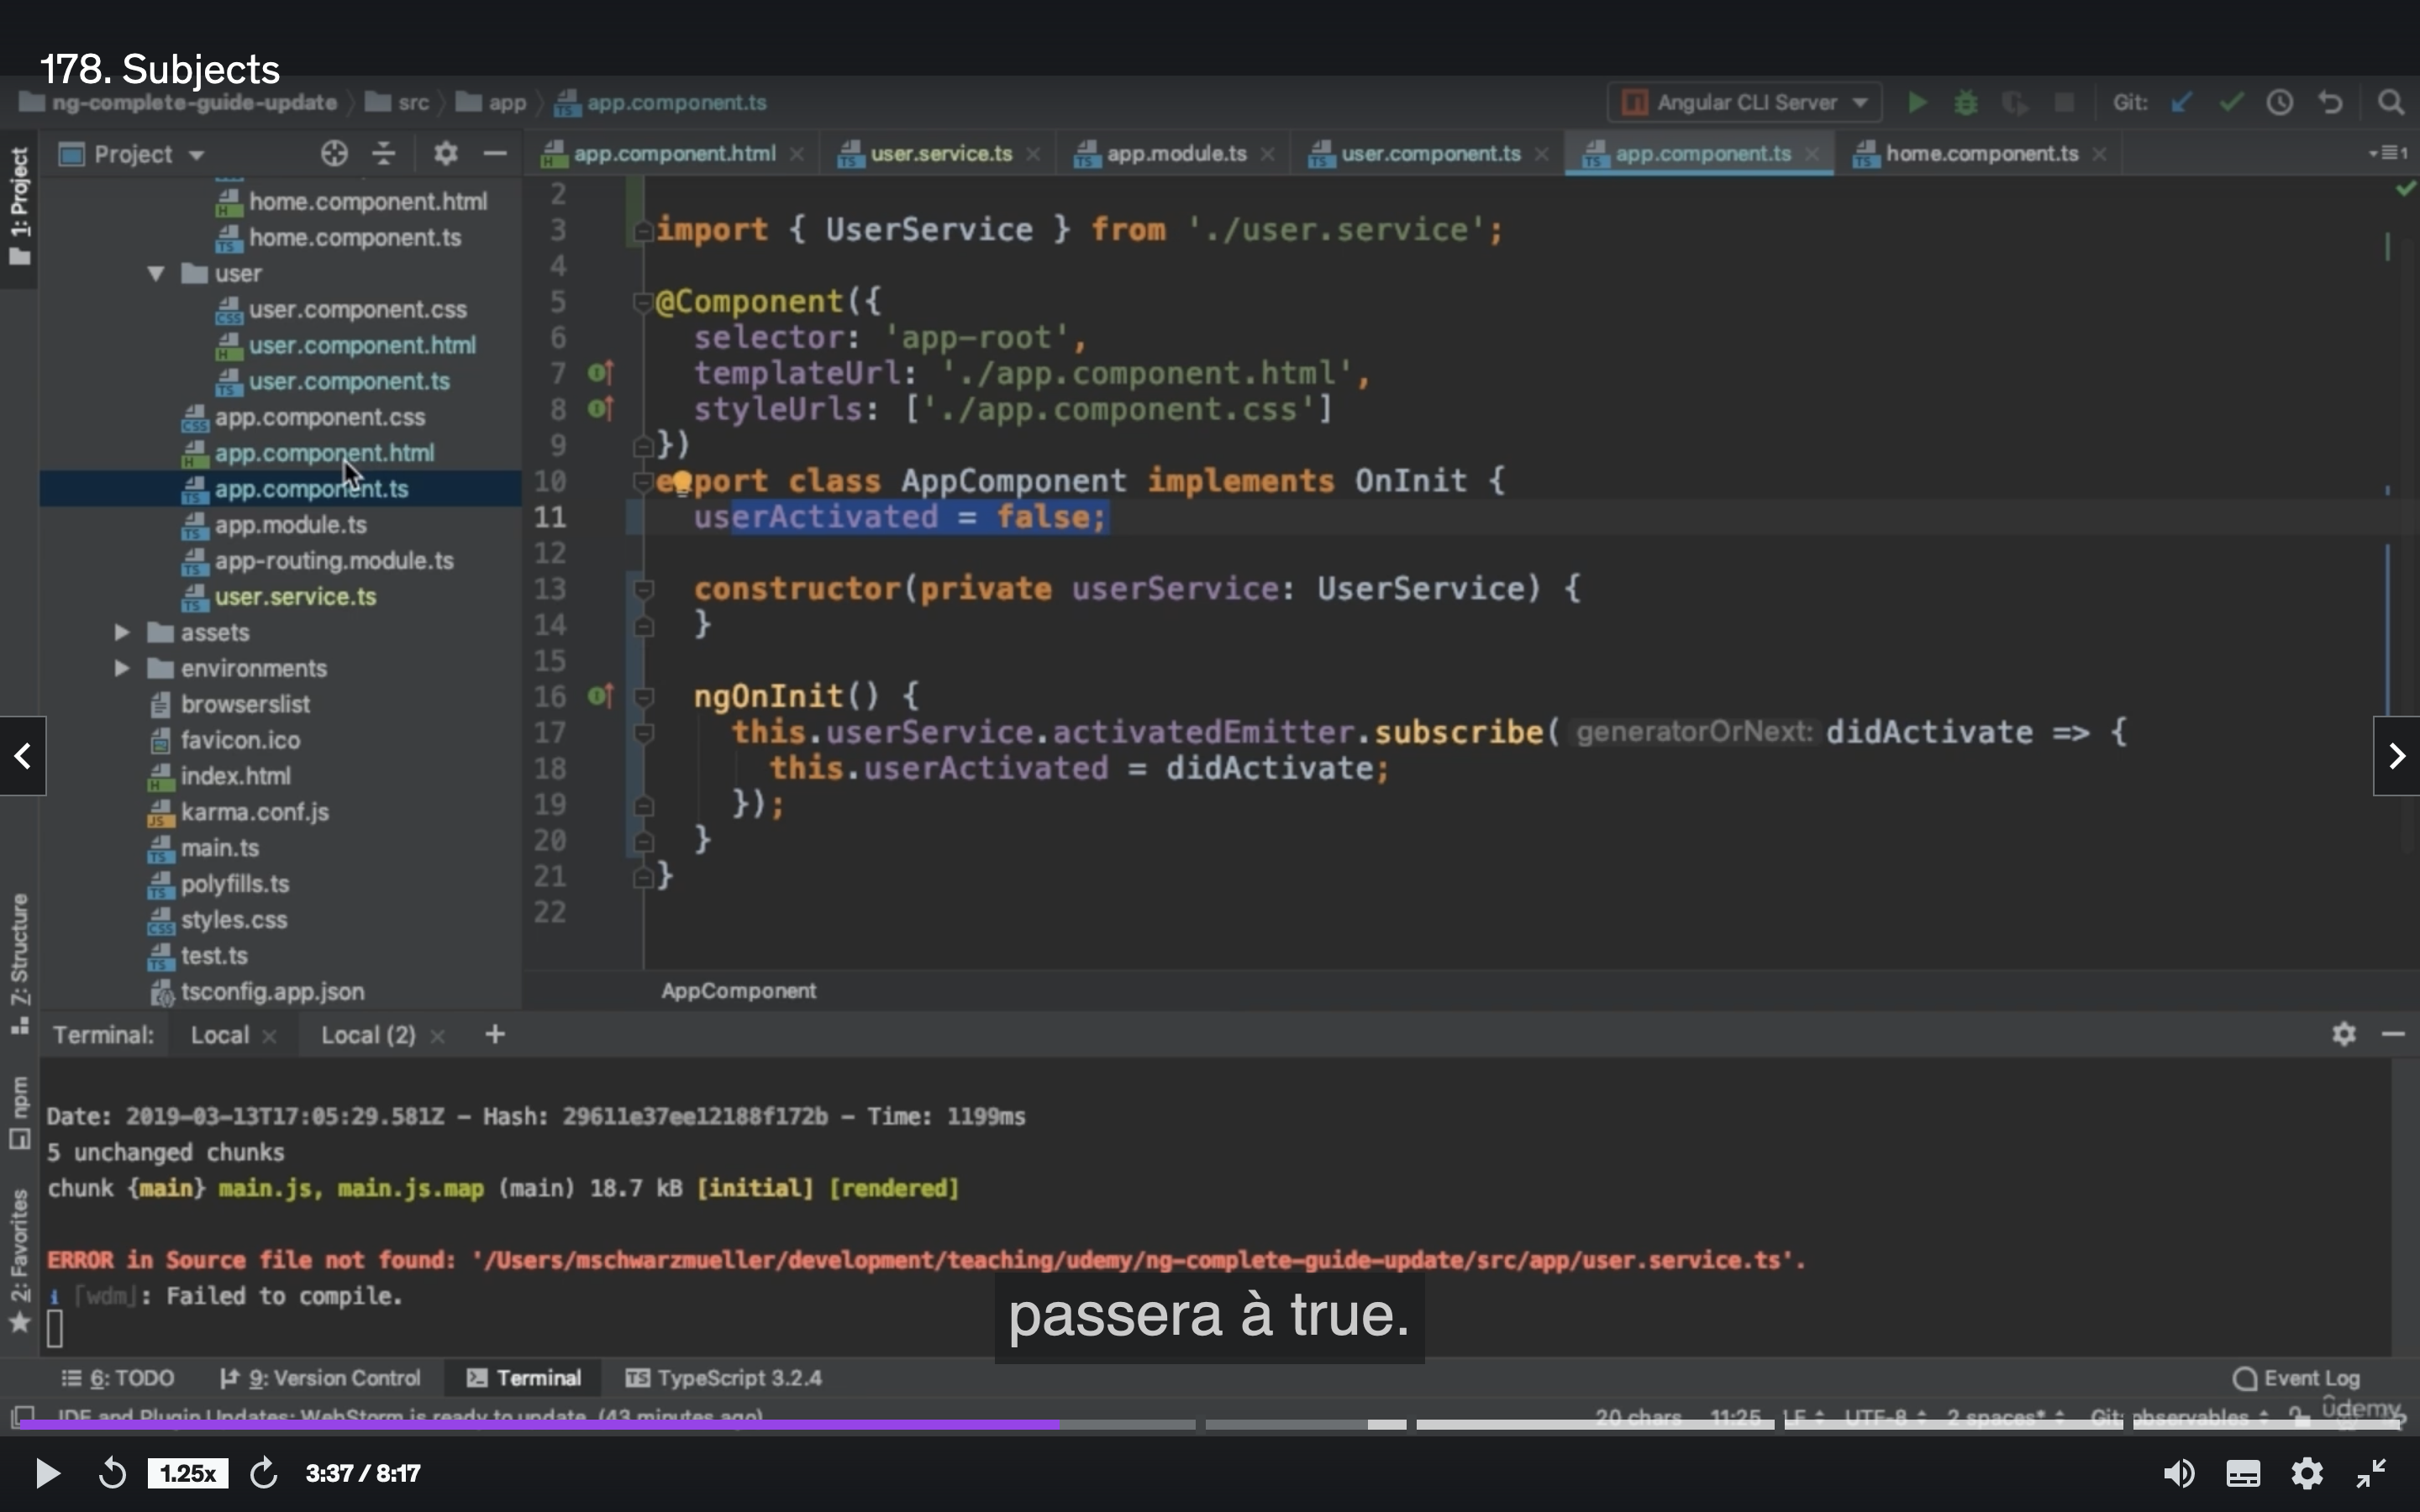 178. Subjects
ng-complete-guide-update src app app.component.ts
Angular CLI Server Git:
1: Project
Project
app.component.html user.service.ts app.module.ts user.component.ts app.component.ts home.component.ts
home.component.html
home.component.ts
user
user.component.css
user.component.html
user.component.ts
app.component.css
app.component.html
app.component.ts
app.module.ts
app-routing.module.ts
user.service.ts
assets
environments
browserslist
favicon.ico
index.html
karma.conf.js
main.ts
polyfills.ts
styles.css
test.ts
tsconfig.app.json
2
3 import { UserService } from './user.service';
4
5 @Component({
6 selector: 'app-root',
7 templateUrl: './app.component.html',
8 styleUrls: ['./app.component.css']
9 })
10 export class AppComponent implements OnInit {
11 userActivated = false;
12
13 constructor(private userService: UserService) {
14 }
15
16 ngOnInit() {
17 this.userService.activatedEmitter.subscribe( generatorOrNext: didActivate => {
18 this.userActivated = didActivate;
19 });
20 }
21 }
22
AppComponent
Z: Structure
npm
2: Favorites
Terminal: Local Local (2) +
Date: 2019-03-13T17:05:29.581Z - Hash: 29611e37ee12188f172b - Time: 1199ms
5 unchanged chunks
chunk {main} main.js, main.js.map (main) 18.7 kB [initial] [rendered]
ERROR in Source file not found: '/Users/mschwarzmueller/development/teaching/udemy/ng-complete-guide-update/src/app/user.service.ts'.
i ｢wdm｣: Failed to compile.
passera à true.
6: TODO 9: Version Control Terminal TypeScript 3.2.4 Event Log
IDE and Plugin Updates: WebStorm is ready to update. (43 minutes ago) 20 chars 11:25 LF UTF-8 2 spaces* Git: observables
ûdemy
1.25x 3:37 / 8:17